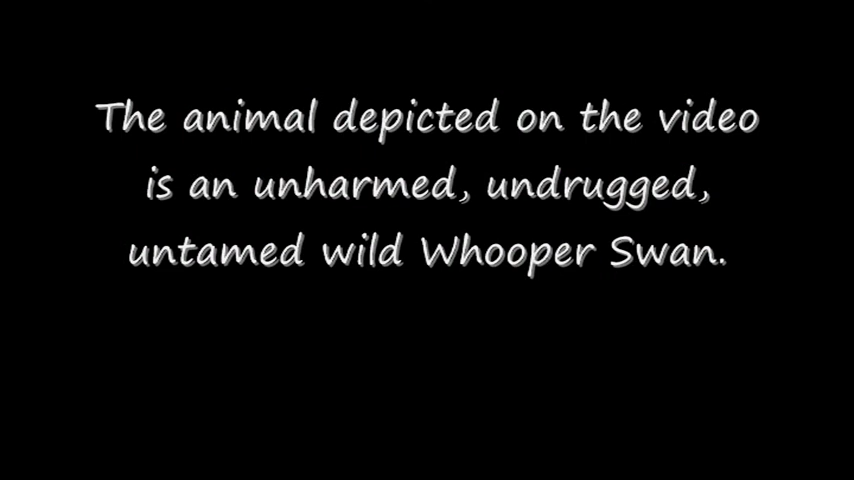 The animal depicted on the video
is an unharmed, undrugged,
untamed wild Whooper Swan.